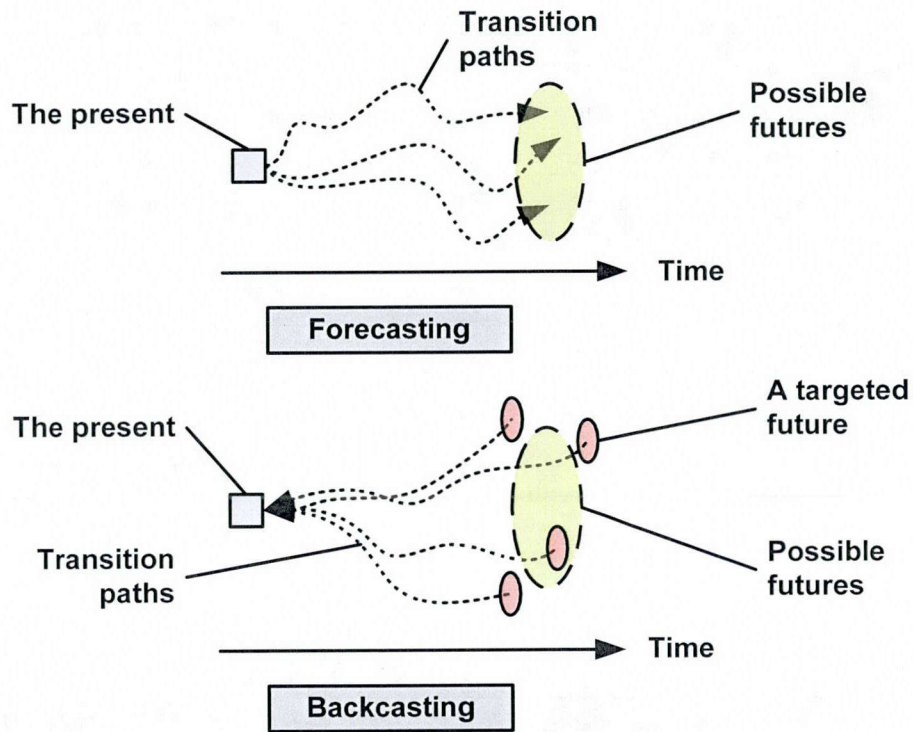 Transition
paths
The present
Possible
futures
Time
Forecasting
A targeted
future
The present
Transition
paths
Possible
futures
Time
Backcasting